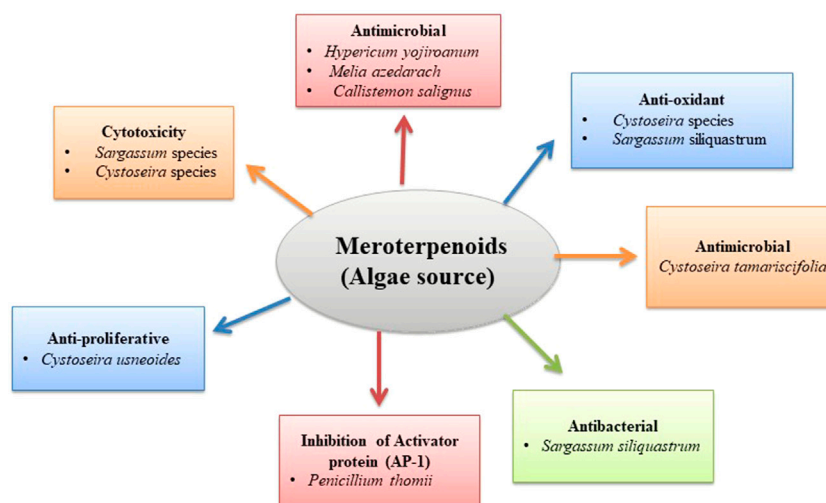 Antimicrobial
• Hypericum yojiroanum
• Melia azedarach
• Callistemon salignus
Anti-oxidant
• Cystoseira species
• Sargassum siliquastrum
Cytotoxicity
• Sargassum species
• Cystoseira species
Meroterpenoids
(Algae source)
Antimicrobial
Cystoseira tamariscifolia
Anti-proliferative
• Cystoseira usneoides
Inhibition of Activator
protein (AP-1)
• Penicillium thomii
Antibacterial
• Sargassum siliquastrum